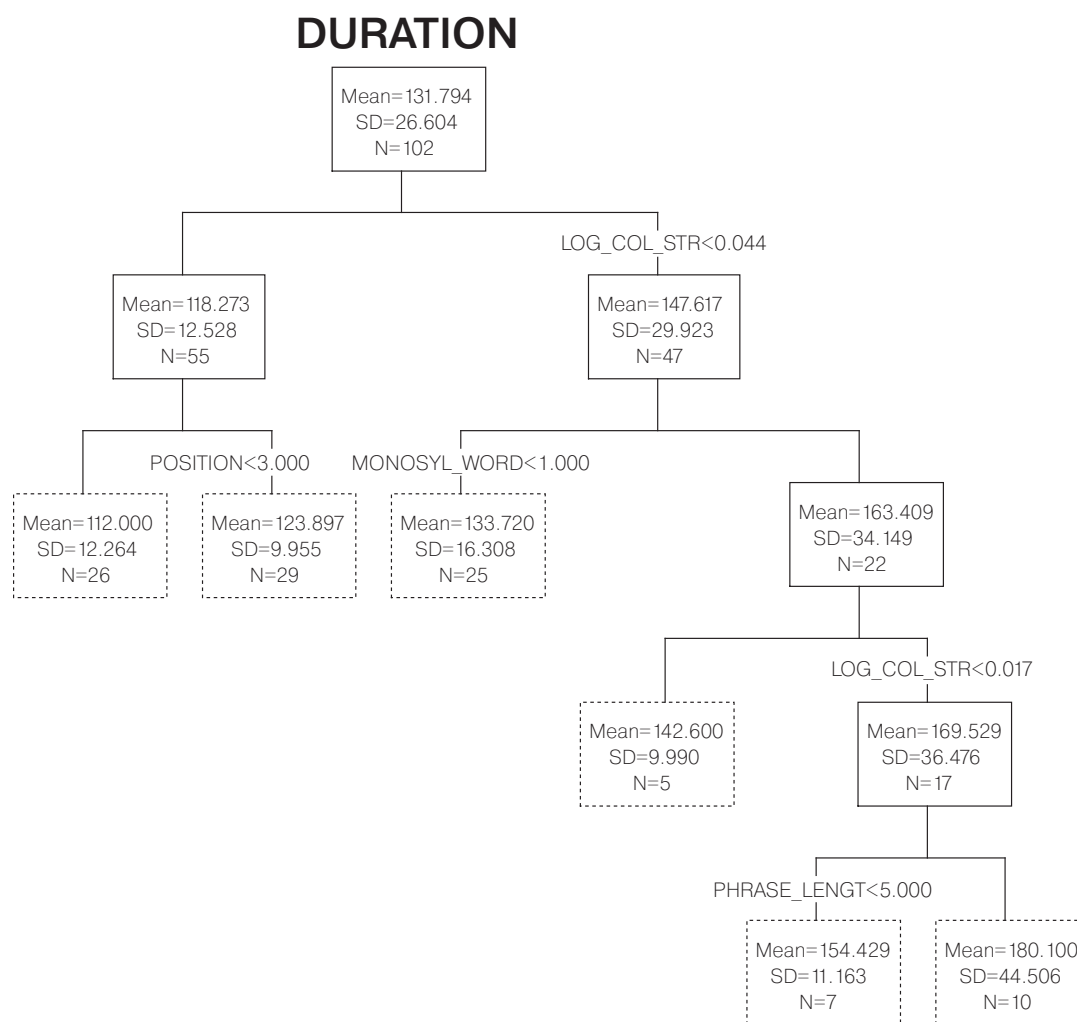 DURATION
Mean=131.794
SD=26.604
N=102
LOG_COL_STR<0.044
Mean=118.273
SD=12.528
N=55
Mean=147.617
SD=29.923
N=47
POSITION<3.000
MONOSYL_WORD<1.000
Mean=112.000
SD=12.264
N=26
Mean=123.897
SD=9.955
N=29
Mean=133.720
SD=16.308
N=25
Mean=163.409
SD=34.149
N=22
LOG_COL_STR<0.017
Mean=142.600
SD=9.990
N=5
Mean=169.529
SD=36.476
N=17
PHRASE_LENGT<5.000
Mean=154.429
SD=11.163
N=7
Mean=180.100
SD=44.506
N=10